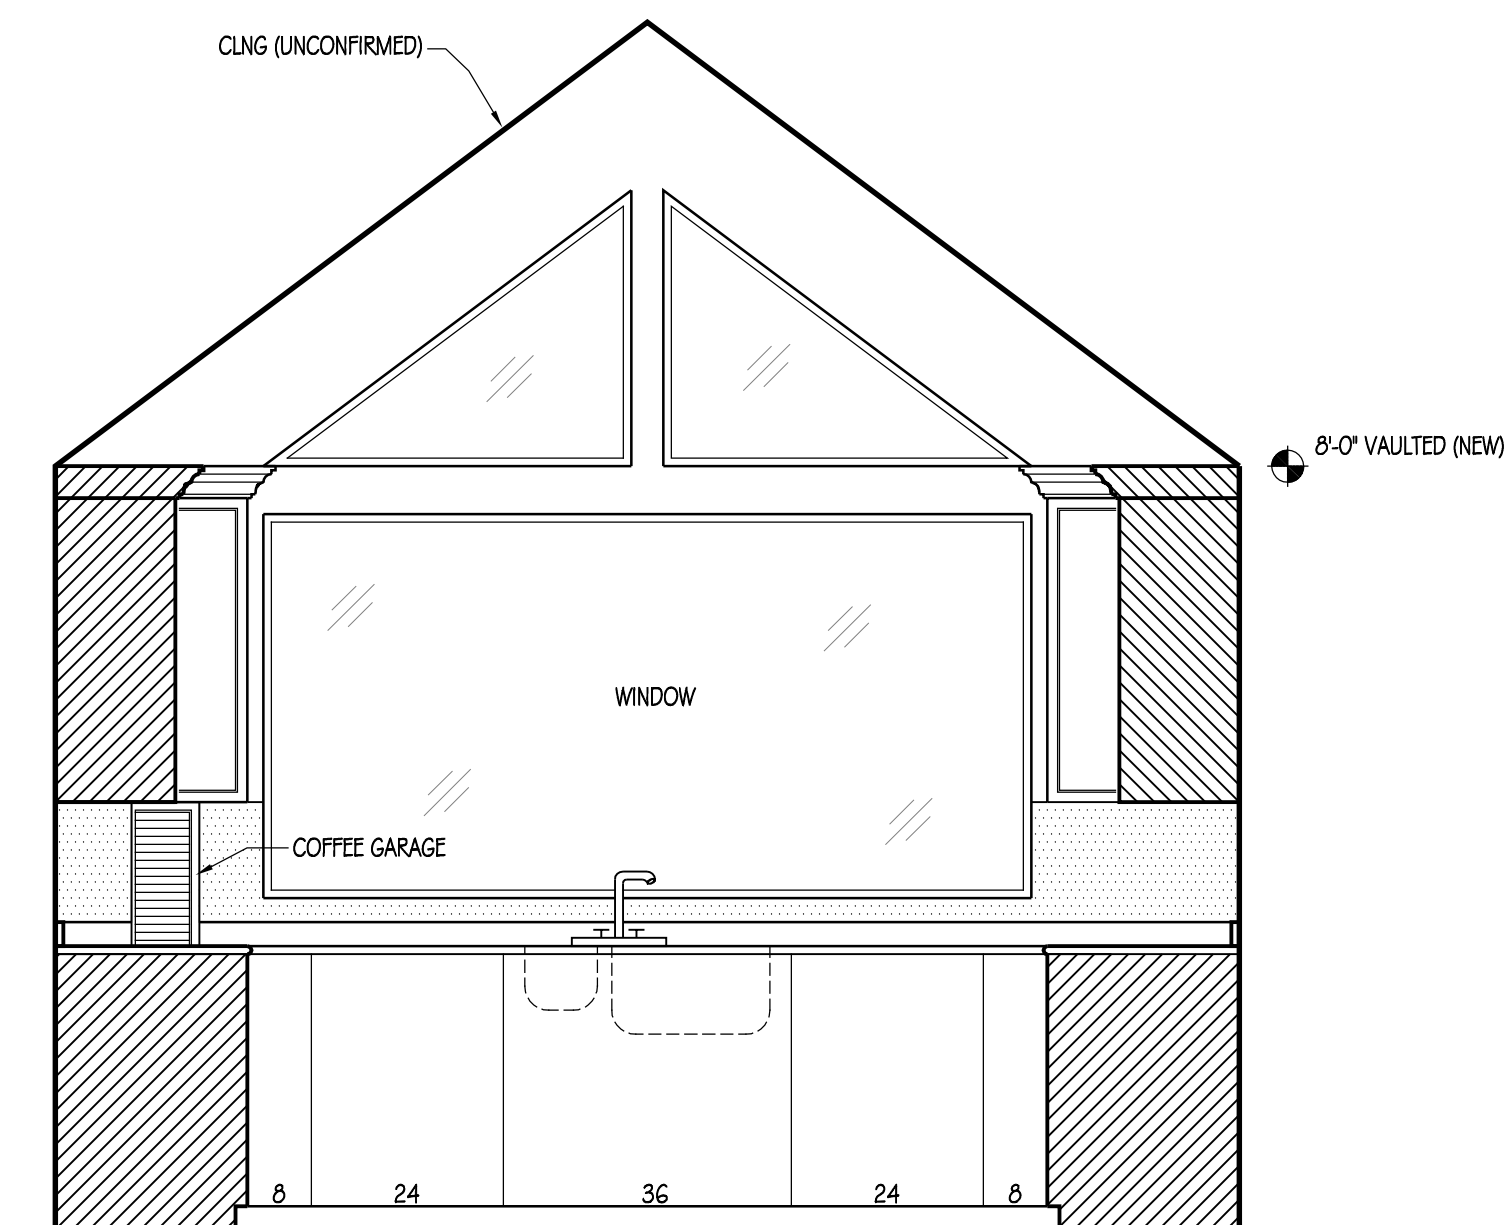 CLNG (UNCONFIRMED)
8'-0" VAULTED (NEW)
WINDOW
COFFEE GARAGE
8 24 36 24 8